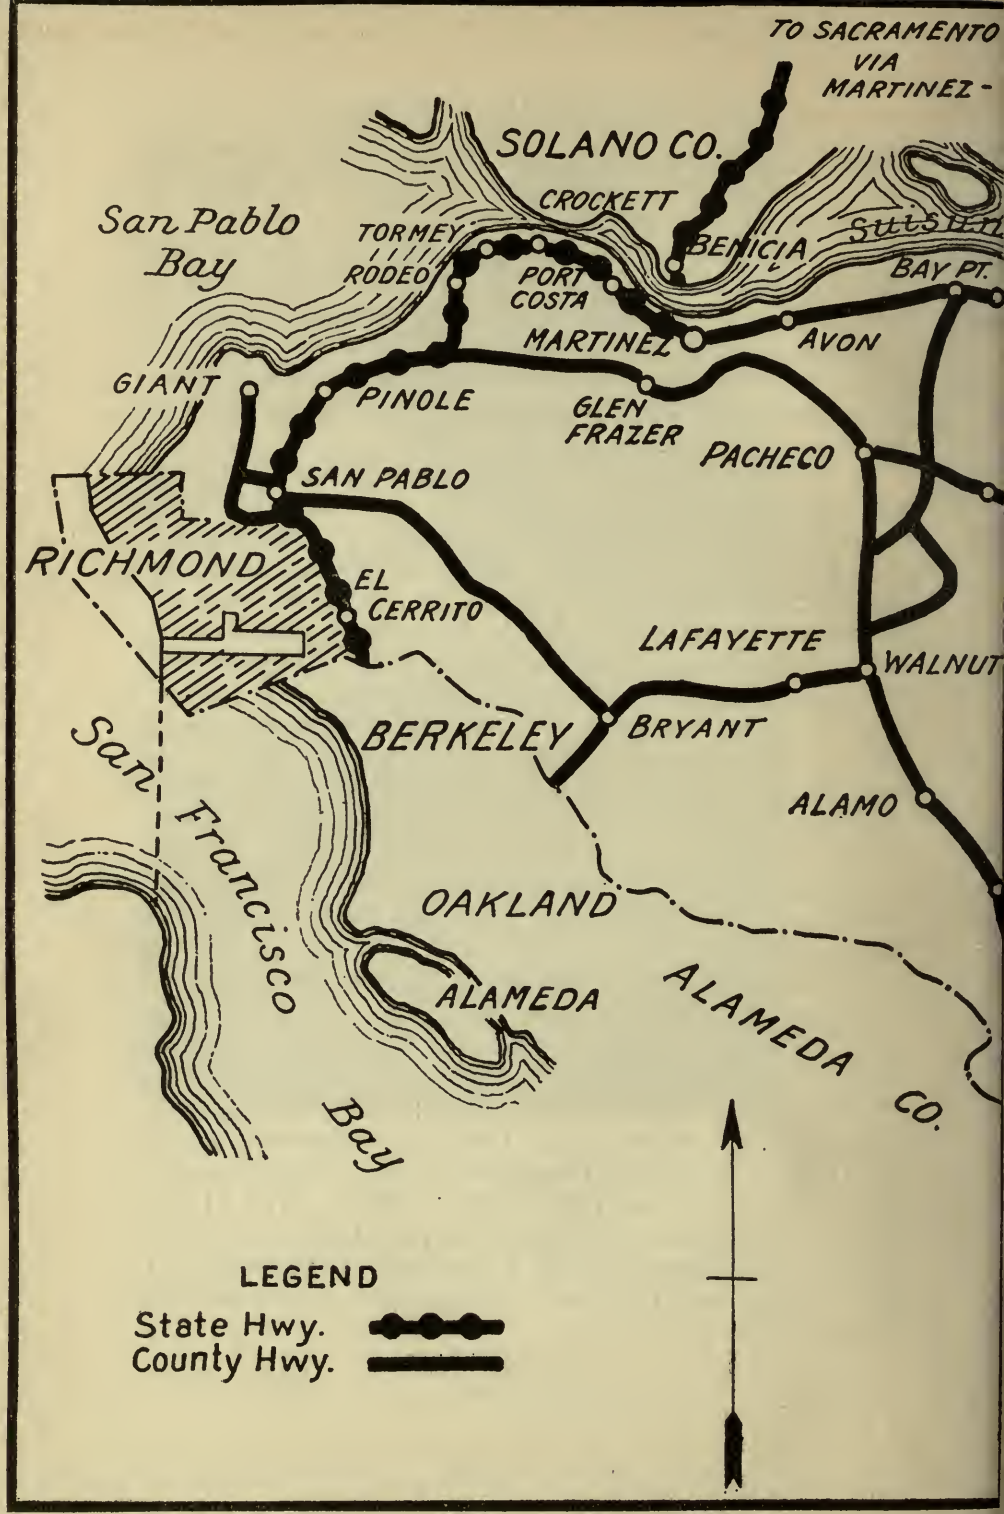 TO SACRAMENTO
VIA
MARTINEZ-
SOLANO CO.
CROCKETT
San Pablo
Bay
TORMEY
BENICIA
Suisun
RODEO
PORT
COSTA
BAY PT.
MARTINEZ
AVON
GIANT
PINOLE
GLEN
FRAZER
PACHECO
SAN PABLO
RICHMOND
EL
CERRITO
LAFAYETTE
WALNUT
BERKELEY
BRYANT
San
Francisco
Bay
ALAMO
OAKLAND
ALAMEDA
ALAMEDA
CO.
LEGEND
State Hwy.
County Hwy.